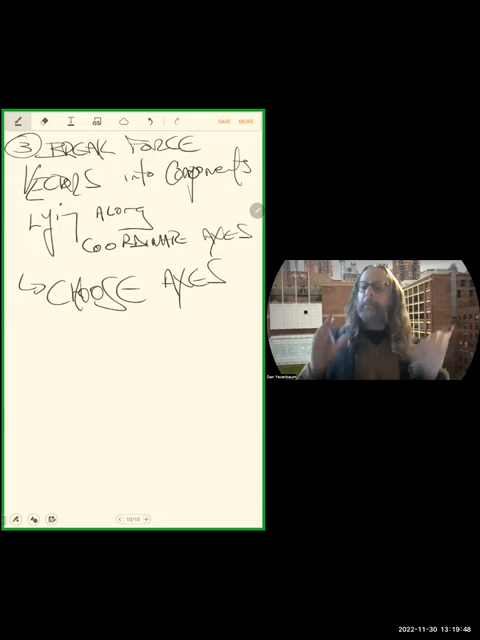 SAVE MORE
3 BREAK FORCE
VECTORS into Components
Lying ALONG
COORDINATE AXES
↳ CHOOSE AXES
10/10
Dan Yaverbaum
2022-11-30 13:19:48